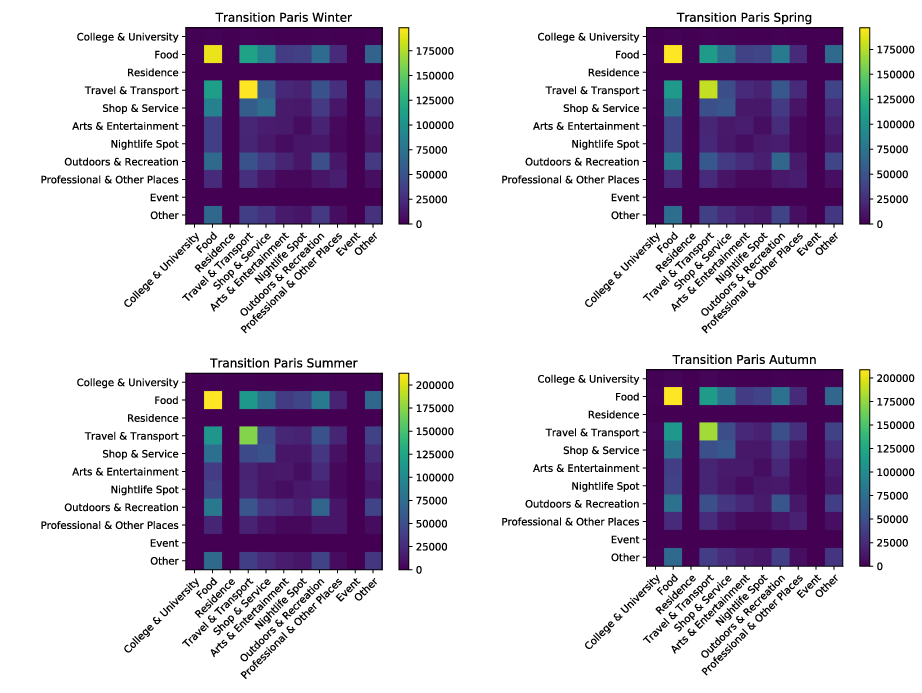 Transition Paris Winter
College & University
Food
Residence
Travel & Transport
Shop & Service
Arts & Entertainment
Nightlife Spot
Outdoors & Recreation
Professional & Other Places
Event
Other
College & University
Food
Residence
Travel & Transport
Shop & Service
Arts & Entertainment
Nightlife Spot
Outdoors & Recreation
Professional & Other Places
Event
Other
175000
150000
125000
100000
75000
50000
25000
0
Transition Paris Spring
College & University
Food
Residence
Travel & Transport
Shop & Service
Arts & Entertainment
Nightlife Spot
Outdoors & Recreation
Professional & Other Places
Event
Other
College & University
Food
Residence
Travel & Transport
Shop & Service
Arts & Entertainment
Nightlife Spot
Outdoors & Recreation
Professional & Other Places
Event
Other
175000
150000
125000
100000
75000
50000
25000
0
Transition Paris Summer
College & University
Food
Residence
Travel & Transport
Shop & Service
Arts & Entertainment
Nightlife Spot
Outdoors & Recreation
Professional & Other Places
Event
Other
College & University
Food
Residence
Travel & Transport
Shop & Service
Arts & Entertainment
Nightlife Spot
Outdoors & Recreation
Professional & Other Places
Event
Other
200000
175000
150000
125000
100000
75000
50000
25000
0
Transition Paris Autumn
College & University
Food
Residence
Travel & Transport
Shop & Service
Arts & Entertainment
Nightlife Spot
Outdoors & Recreation
Professional & Other Places
Event
Other
College & University
Food
Residence
Travel & Transport
Shop & Service
Arts & Entertainment
Nightlife Spot
Outdoors & Recreation
Professional & Other Places
Event
Other
200000
175000
150000
125000
100000
75000
50000
25000
0